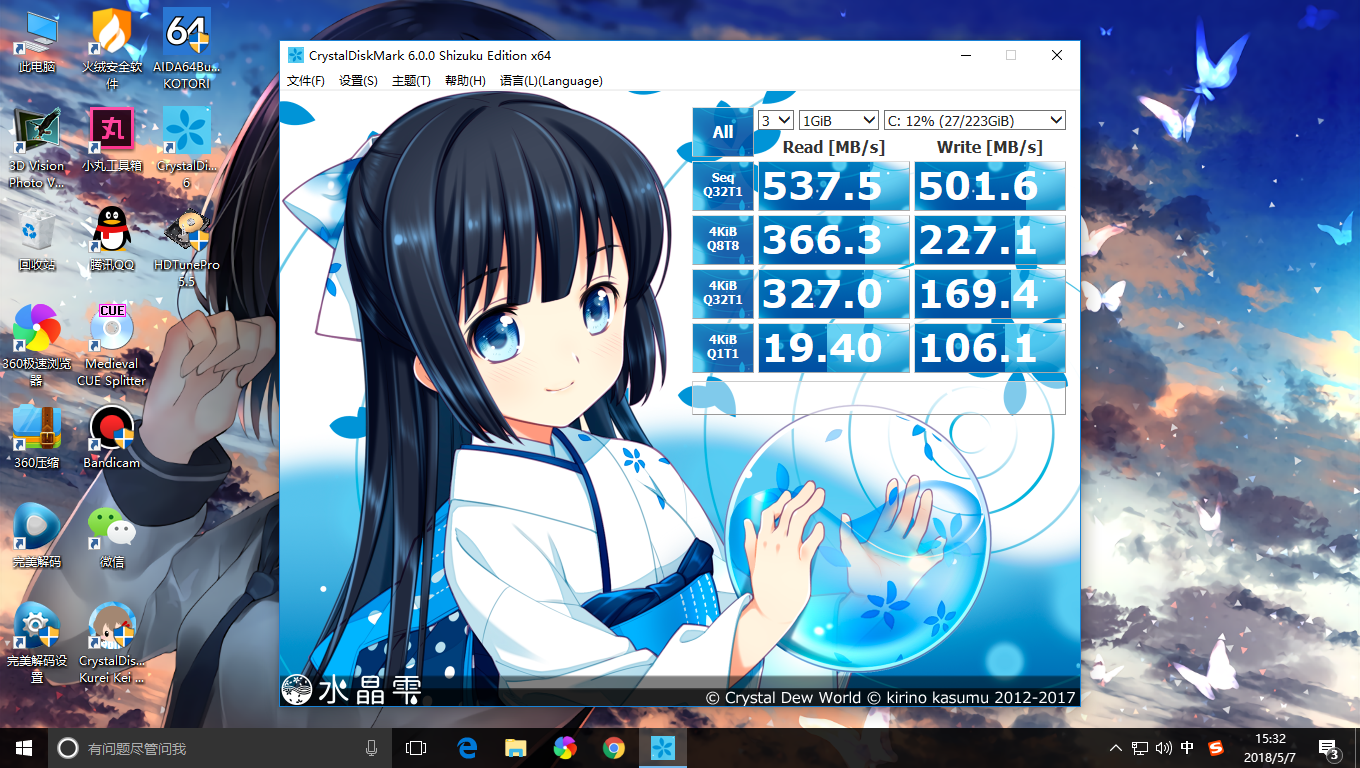 此电脑
火绒安全软
件
AIDA64Bu...
KOTORI
3D Vision
Photo V...
小丸工具箱
CrystalDi...
6
回收站
腾讯QQ
HDTunePro
5.5
360极速浏览
器
CUE
Medieval
CUE Splitter
360压缩
Bandicam
完美解码
微信
完美解码设
置
CrystalDis...
Kurei Kei ...
64
丸
CrystalDiskMark 6.0.0 Shizuku Edition x64
文件(F) 设置(S) 主题(T) 帮助(H) 语言(L)(Language)
All 3 1GiB C: 12% (27/223GiB)
Read [MB/s] Write [MB/s]
Seq
Q32T1 537.5 501.6
4KiB
Q8T8 366.3 227.1
4KiB
Q32T1 327.0 169.4
4KiB
Q1T1 19.40 106.1
水晶雫
© Crystal Dew World © kirino kasumu 2012-2017
有问题尽管问我
中
S
15:32
2018/5/7
3